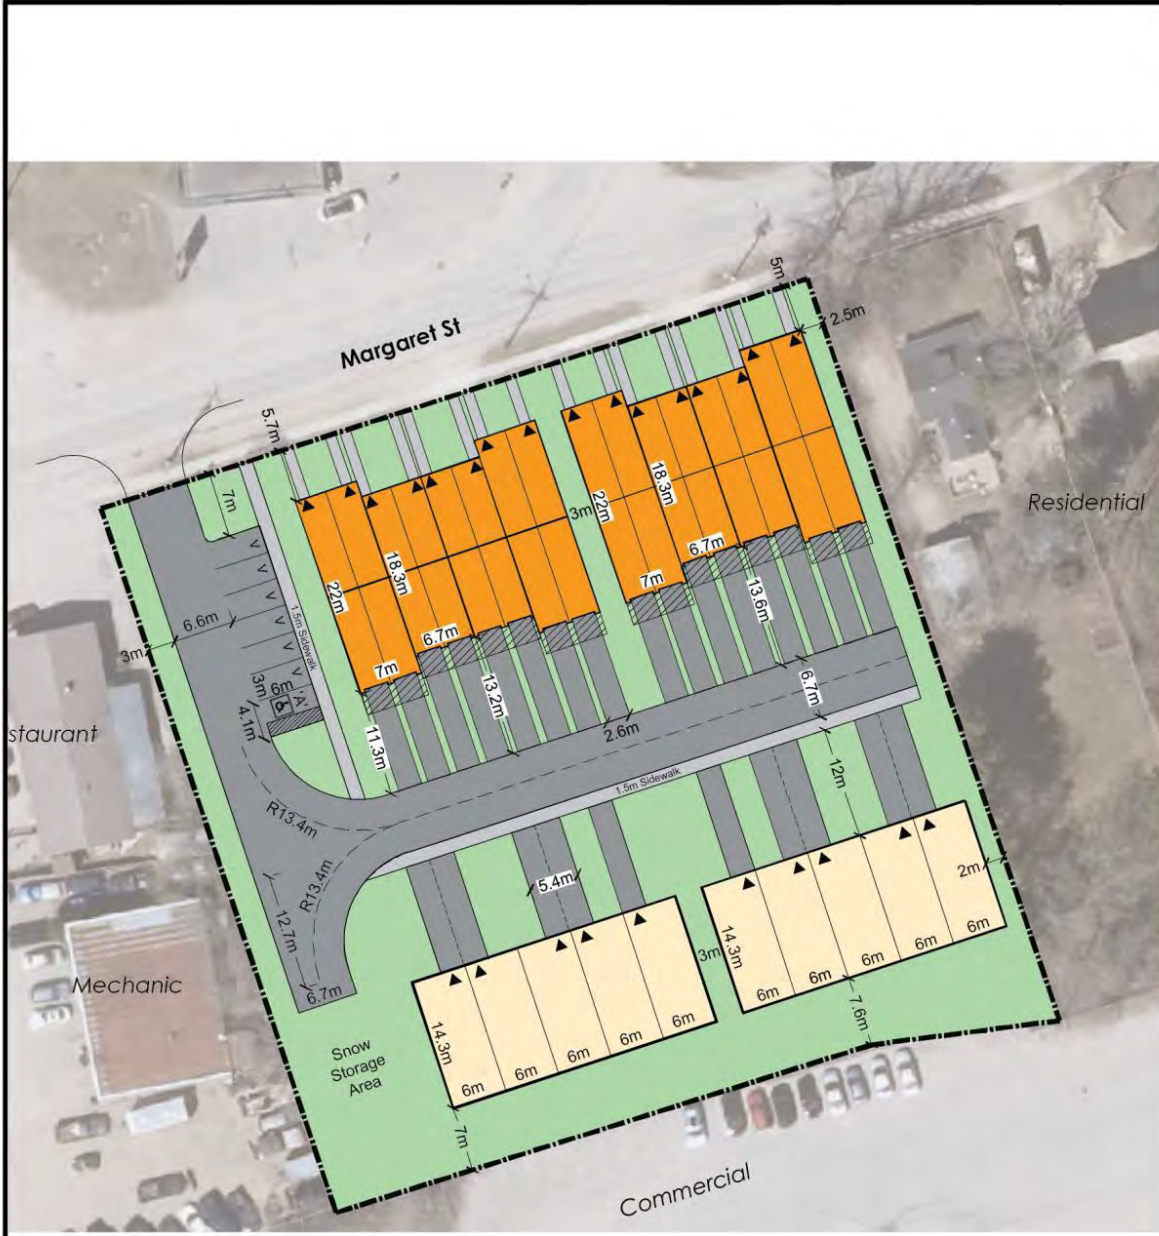 5m
2.5m
Margaret St
5.7m
7m
Residential
22m
18.3m
3m
22m
18.3m
6.7m
7m
13.6m
1.5m Sidewalk
6.6m
3m
6.7m
7m
3m
6m
'A'
4.1m
13.2m
6.7m
staurant
11.3m
2.6m
1.5m Sidewalk
12m
R13.4m
R13.4m
5.4m
2m
12.7m
14.3m
3m
6m
6m
6m
6m
6m
Mechanic
6.7m
7.6m
14.3m
6m
6m
6m
6m
6m
Snow
Storage
Area
7m
Commercial